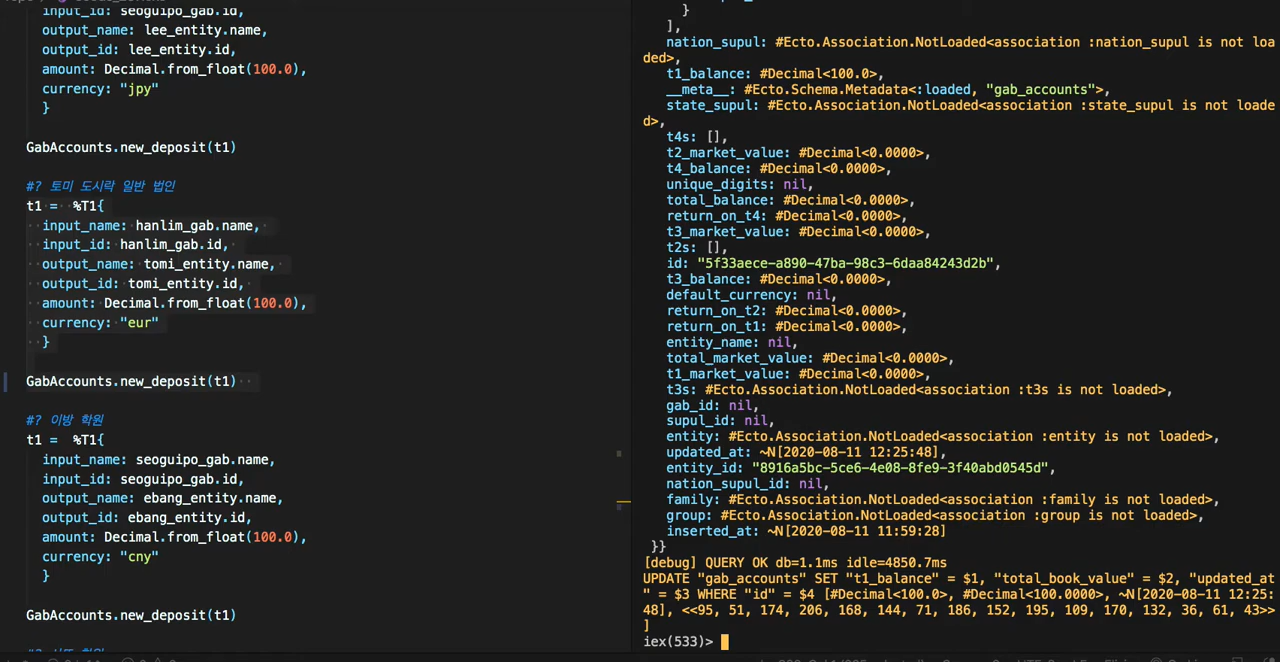 input_id: seoguipo_gab.id,
output_name: lee_entity.name,
output_id: lee_entity.id,
amount: Decimal.from_float(100.0),
currency: "jpy"
}
GabAccounts.new_deposit(t1)
#? 토미 도시락 일반 법인
t1 = %T1{
input_name: hanlim_gab.name,
input_id: hanlim_gab.id,
output_name: tomi_entity.name,
output_id: tomi_entity.id,
amount: Decimal.from_float(100.0),
currency: "eur"
}
GabAccounts.new_deposit(t1)
#? 이방 학원
t1 = %T1{
input_name: seoguipo_gab.name,
input_id: seoguipo_gab.id,
output_name: ebang_entity.name,
output_id: ebang_entity.id,
amount: Decimal.from_float(100.0),
currency: "cny"
}
GabAccounts.new_deposit(t1)
}
],
nation_supul: #Ecto.Association.NotLoaded<association :nation_supul is not loa
ded>,
t1_balance: #Decimal<100.0>,
__meta__: #Ecto.Schema.Metadata<:loaded, "gab_accounts">,
state_supul: #Ecto.Association.NotLoaded<association :state_supul is not loade
d>,
t4s: [],
t2_market_value: #Decimal<0.0000>,
t4_balance: #Decimal<0.0000>,
unique_digits: nil,
total_balance: #Decimal<0.0000>,
return_on_t4: #Decimal<0.0000>,
t3_market_value: #Decimal<0.0000>,
t2s: [],
id: "5f33aece-a890-47ba-98c3-6daa84243d2b",
t3_balance: #Decimal<0.0000>,
default_currency: nil,
return_on_t2: #Decimal<0.0000>,
return_on_t1: #Decimal<0.0000>,
entity_name: nil,
total_market_value: #Decimal<0.0000>,
t1_market_value: #Decimal<0.0000>,
t3s: #Ecto.Association.NotLoaded<association :t3s is not loaded>,
gab_id: nil,
supul_id: nil,
entity: #Ecto.Association.NotLoaded<association :entity is not loaded>,
updated_at: ~N[2020-08-11 12:25:48],
entity_id: "8916a5bc-5ce6-4e08-8fe9-3f40abd0545d",
nation_supul_id: nil,
family: #Ecto.Association.NotLoaded<association :family is not loaded>,
group: #Ecto.Association.NotLoaded<association :group is not loaded>,
inserted_at: ~N[2020-08-11 11:59:28]
}}
[debug] QUERY OK db=1.1ms idle=4850.7ms
UPDATE "gab_accounts" SET "t1_balance" = $1, "total_book_value" = $2, "updated_at
" = $3 WHERE "id" = $4 [#Decimal<100.0>, #Decimal<100.0000>, ~N[2020-08-11 12:25:
48], <<95, 51, 174, 206, 168, 144, 71, 186, 152, 195, 109, 170, 132, 36, 61, 43>>
]
iex(533)>